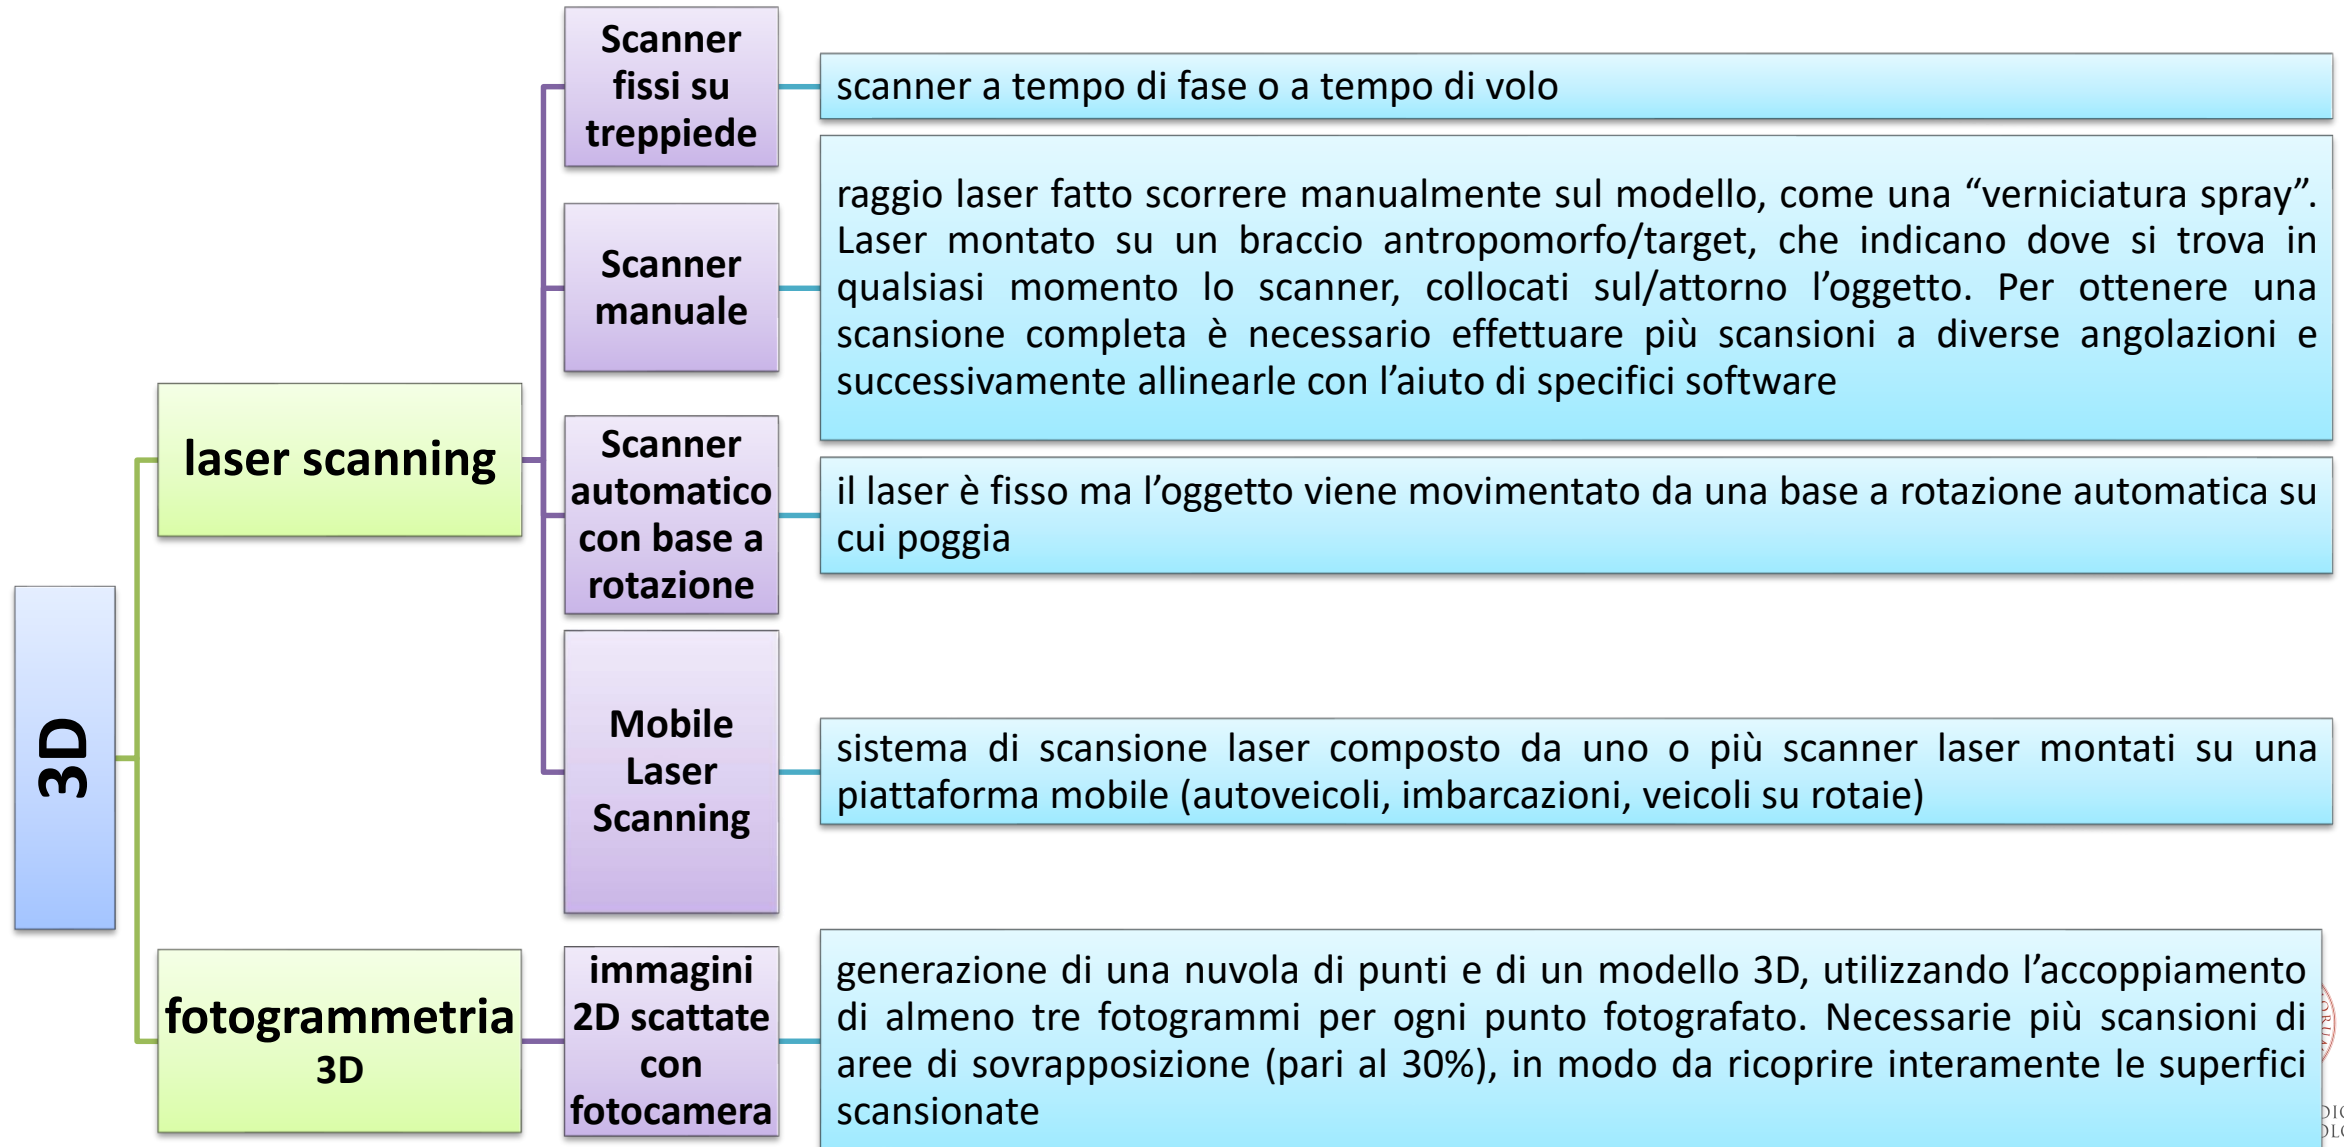 3D
laser scanning
Scanner
fissi su
treppiede
scanner a tempo di fase o a tempo di volo
Scanner
manuale
raggio laser fatto scorrere manualmente sul modello, come una “verniciatura spray”.
Laser montato su un braccio antropomorfo/target, che indicano dove si trova in
qualsiasi momento lo scanner, collocati sul/attorno l’oggetto. Per ottenere una
scansione completa è necessario effettuare più scansioni a diverse angolazioni e
successivamente allinearle con l’aiuto di specifici software
Scanner
automatico
con base a
rotazione
il laser è fisso ma l’oggetto viene movimentato da una base a rotazione automatica su
cui poggia
Mobile
Laser
Scanning
sistema di scansione laser composto da uno o più scanner laser montati su una
piattaforma mobile (autoveicoli, imbarcazioni, veicoli su rotaie)
fotogrammetria
3D
immagini
2D scattate
con
fotocamera
generazione di una nuvola di punti e di un modello 3D, utilizzando l’accoppiamento
di almeno tre fotogrammi per ogni punto fotografato. Necessarie più scansioni di
aree di sovrapposizione (pari al 30%), in modo da ricoprire interamente le superfici
scansionate